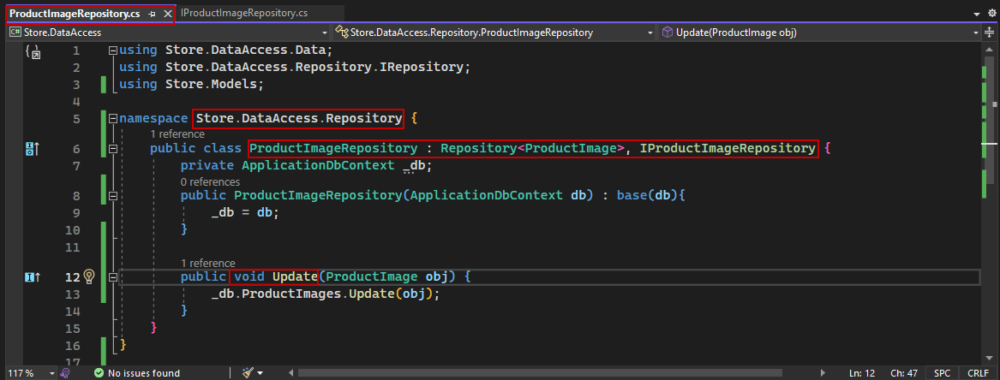 ProductImageRepository.cs IProductImageRepository.cs
Store.DataAccess Store.DataAccess.Repository.ProductImageRepository Update(ProductImage obj)
1 using Store.DataAccess.Data;
2 using Store.DataAccess.Repository.IRepository;
3 using Store.Models;
4
5 namespace Store.DataAccess.Repository {
1 reference
6 public class ProductImageRepository : Repository<ProductImage>, IProductImageRepository {
7 private ApplicationDbContext _db;
0 references
8 public ProductImageRepository(ApplicationDbContext db) : base(db){
9 _db = db;
10 }
11
1 reference
12 public void Update(ProductImage obj) {
13 _db.ProductImages.Update(obj);
14 }
15 }
16 }
17
117 % No issues found Ln: 12 Ch: 47 SPC CRLF